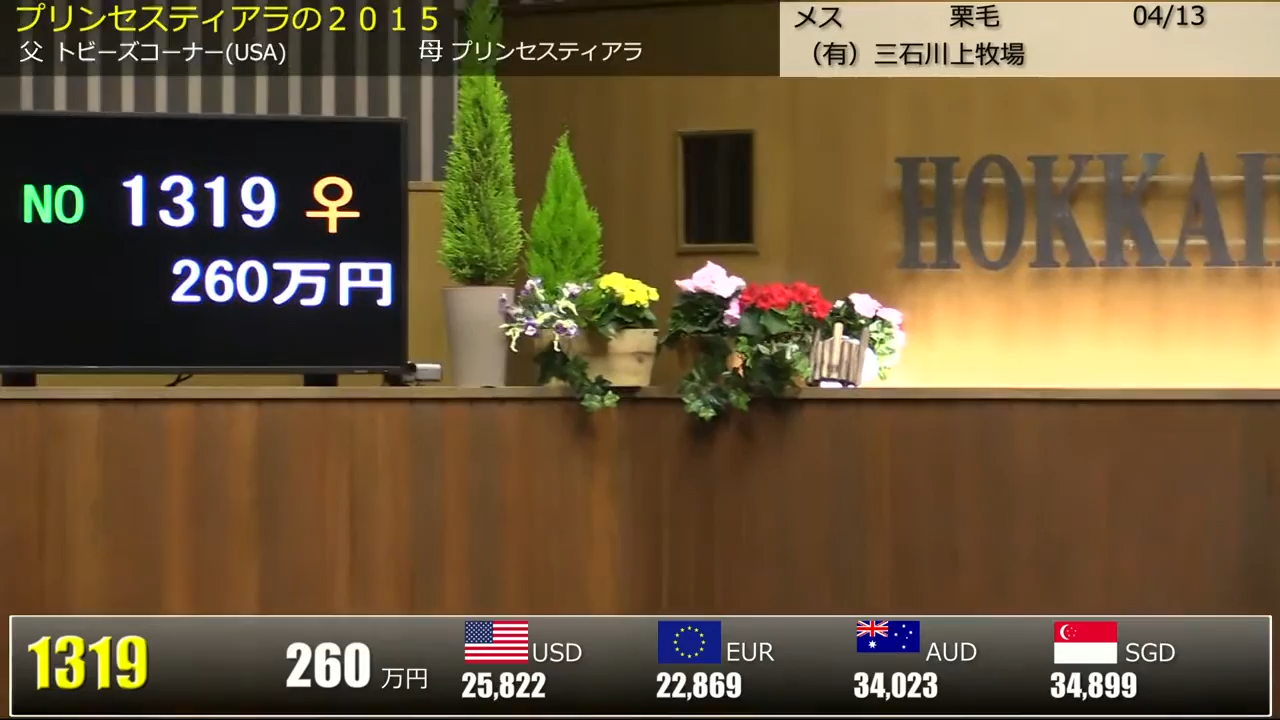 プリンセスティアラの２０１５
父 トビーズコーナー(USA) 母 プリンセスティアラ
メス 栗毛 04/13
（有）三石川上牧場
NO 1319 ♀
260万円
HOKKAI
1319 260 万円
USD EUR AUD SGD
25,822 22,869 34,023 34,899